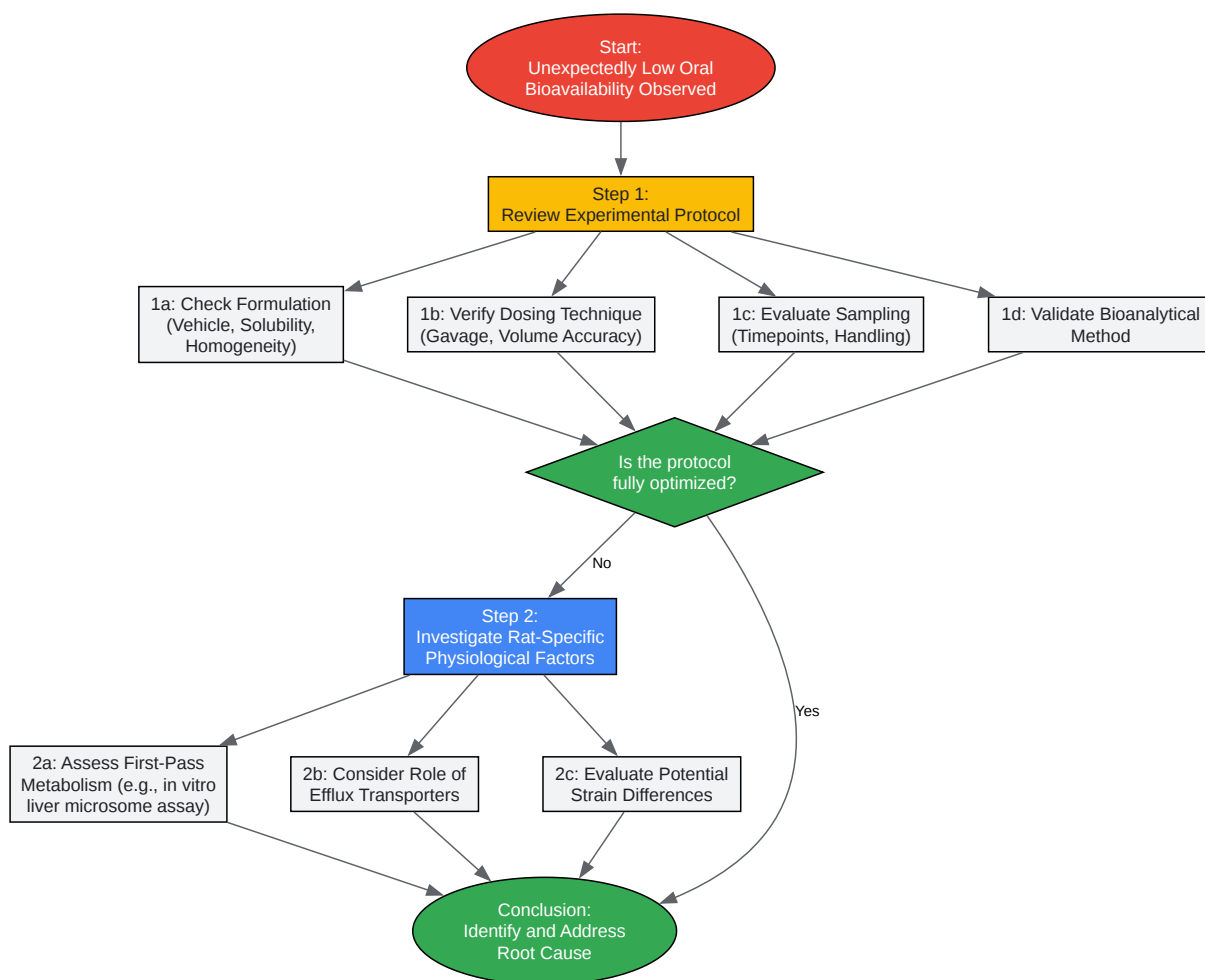 Start:
Unexpectedly Low Oral
Bioavailability Observed
Step 1:
Review Experimental Protocol
1a: Check Formulation
(Vehicle, Solubility,
Homogeneity)
1b: Verify Dosing Technique
(Gavage, Volume Accuracy)
1c: Evaluate Sampling
(Timepoints, Handling)
1d: Validate Bioanalytical
Method
Is the protocol
fully optimized?
No
Yes
Step 2:
Investigate Rat-Specific
Physiological Factors
2a: Assess First-Pass
Metabolism (e.g., in vitro
liver microsome assay)
2b: Consider Role of
Efflux Transporters
2c: Evaluate Potential
Strain Differences
Conclusion:
Identify and Address
Root Cause